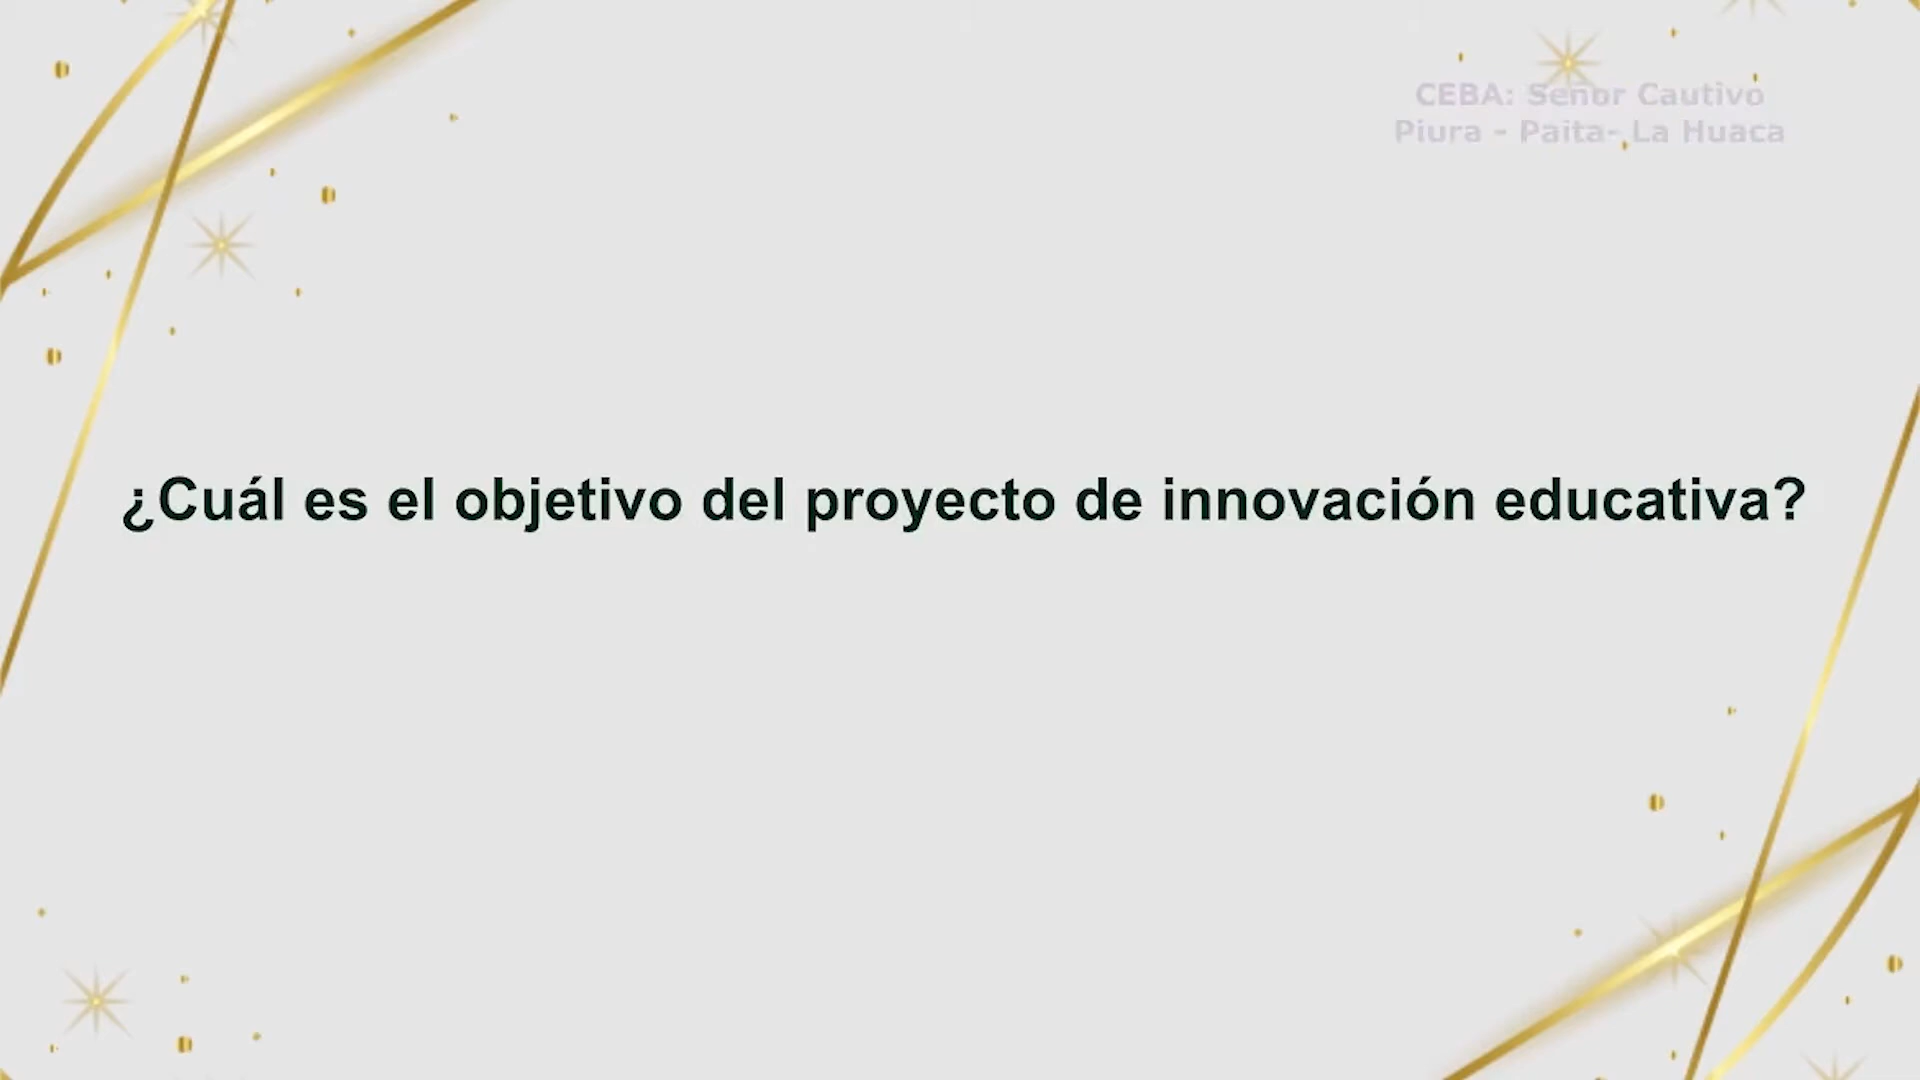 CEBA: Señor Cautivo
Piura - Paita- La Huaca
¿Cuál es el objetivo del proyecto de innovación educativa?